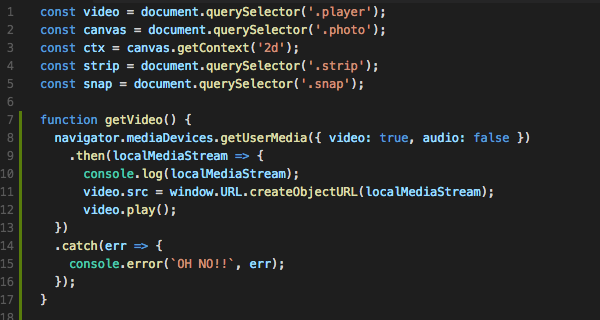 1 const video = document.querySelector('.player');
2 const canvas = document.querySelector('.photo');
3 const ctx = canvas.getContext('2d');
4 const strip = document.querySelector('.strip');
5 const snap = document.querySelector('.snap');
6
7 function getVideo() {
8   navigator.mediaDevices.getUserMedia({ video: true, audio: false })
9     .then(localMediaStream => {
10       console.log(localMediaStream);
11       video.src = window.URL.createObjectURL(localMediaStream);
12       video.play();
13   })
14   .catch(err => {
15     console.error(`OH NO!!`, err);
16   });
17 }
18